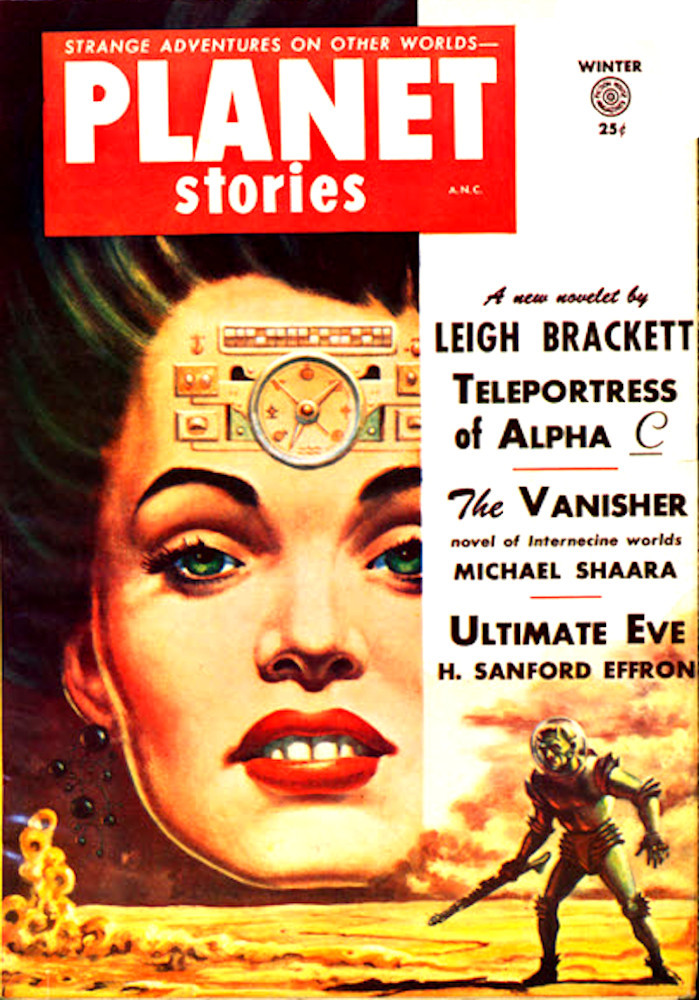 STRANGE ADVENTURES ON OTHER WORLDS—
PLANET
stories
A.N.C.
WINTER
25¢
A new novelet by
LEIGH BRACKETT
TELEPORTRESS
of ALPHA C
The VANISHER
novel of Internecine worlds
MICHAEL SHAARA
ULTIMATE EVE
H. SANFORD EFFRON